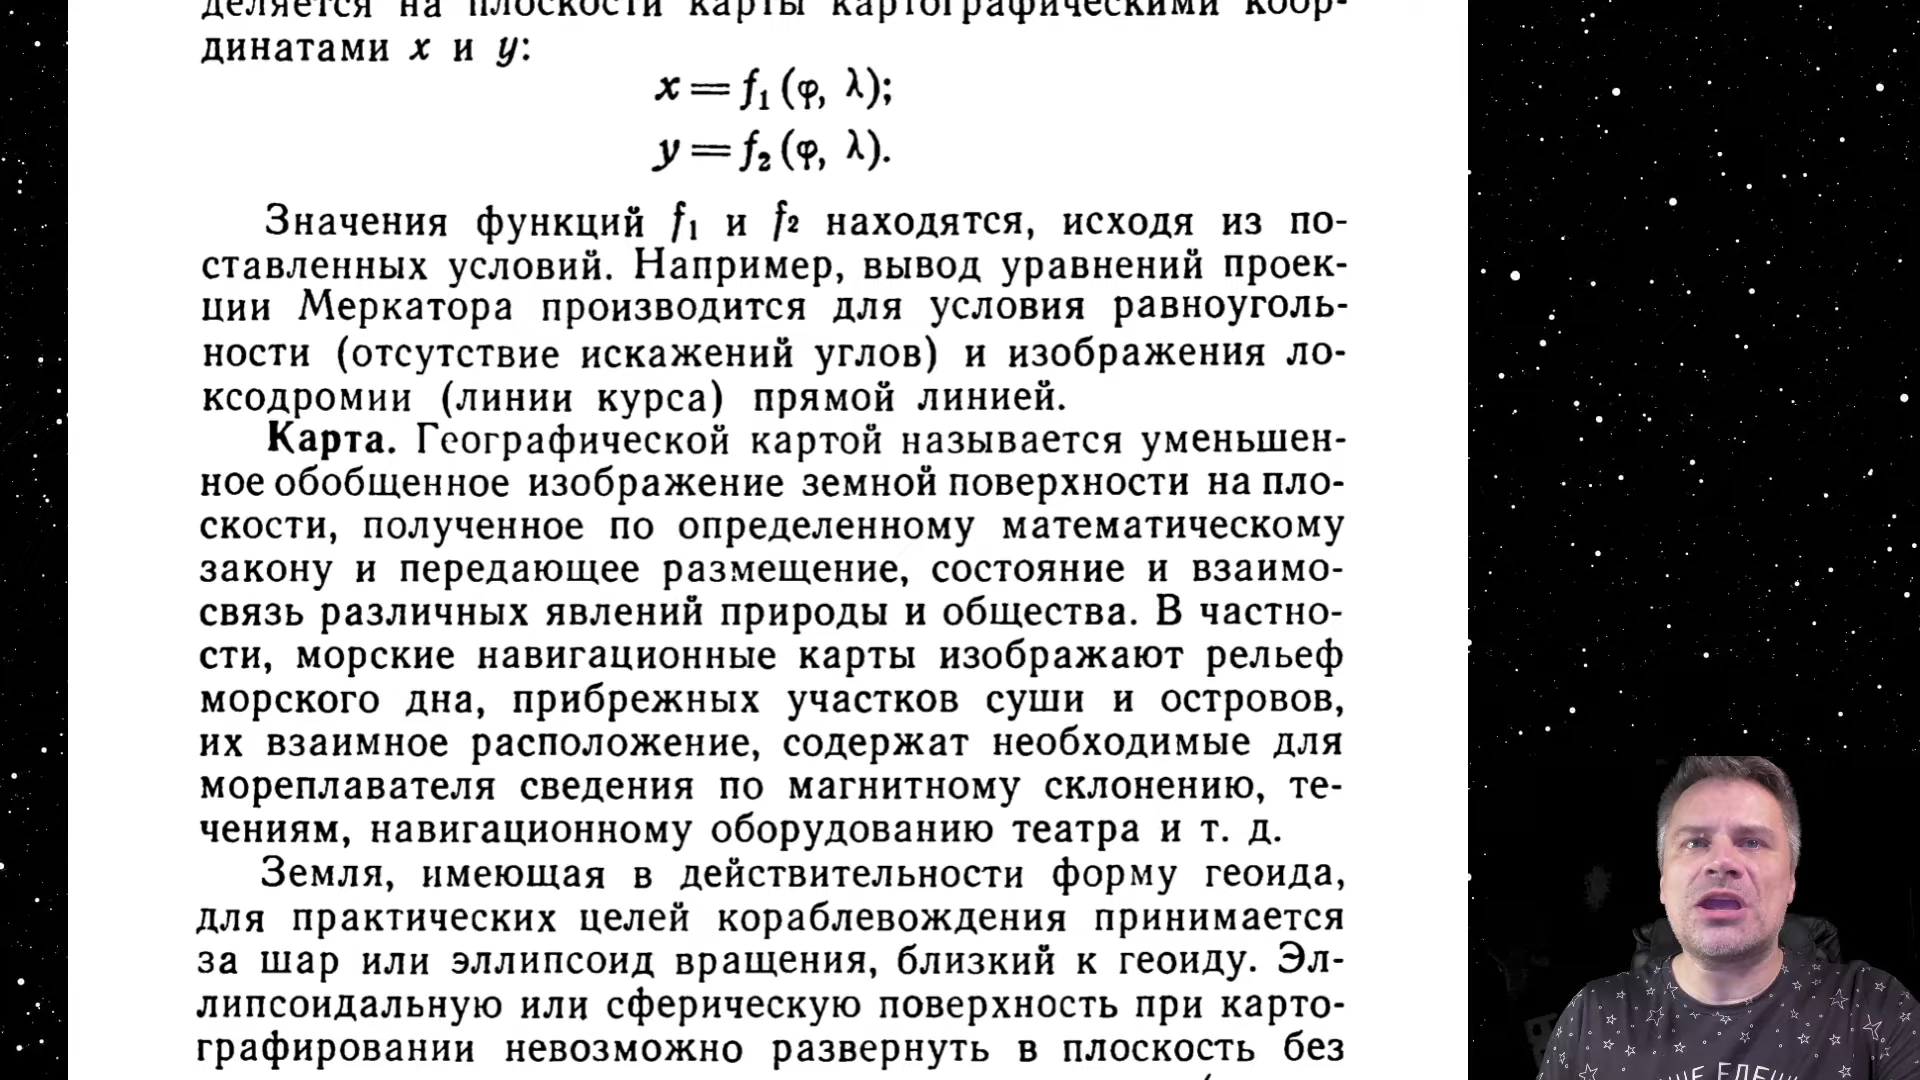 деляется на плоскости карты картографическими коор-
динатами x и y:
x = f₁ (φ, λ);
y = f₂ (φ, λ).
Значения функций f₁ и f₂ находятся, исходя из по-
ставленных условий. Например, вывод уравнений проек-
ции Меркатора производится для условия равноуголь-
ности (отсутствие искажений углов) и изображения ло-
ксодромии (линии курса) прямой линией.
Карта. Географической картой называется уменьшен-
ное обобщенное изображение земной поверхности на пло-
скости, полученное по определенному математическому
закону и передающее размещение, состояние и взаимо-
связь различных явлений природы и общества. В частно-
сти, морские навигационные карты изображают рельеф
морского дна, прибрежных участков суши и островов,
их взаимное расположение, содержат необходимые для
мореплавателя сведения по магнитному склонению, те-
чениям, навигационному оборудованию театра и т. д.
Земля, имеющая в действительности форму геоида,
для практических целей кораблевождения принимается
за шар или эллипсоид вращения, близкий к геоиду. Эл-
липсоидальную или сферическую поверхность при карто-
графировании невозможно развернуть в плоскость без